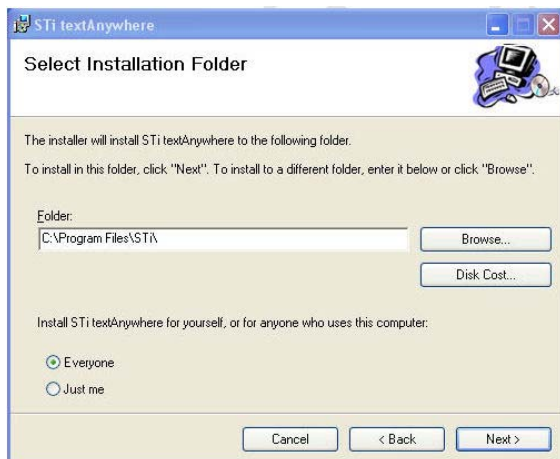 STi textAnywhere
Select Installation Folder
The installer will install STi textAnywhere to the following folder.
To install in this folder, click "Next". To install to a different folder, enter it below or click "Browse".
Folder:
C:\Program Files\STi\
Browse...
Disk Cost...
Install STi textAnywhere for yourself, or for anyone who uses this computer:
Everyone
Just me
Cancel
< Back
Next >